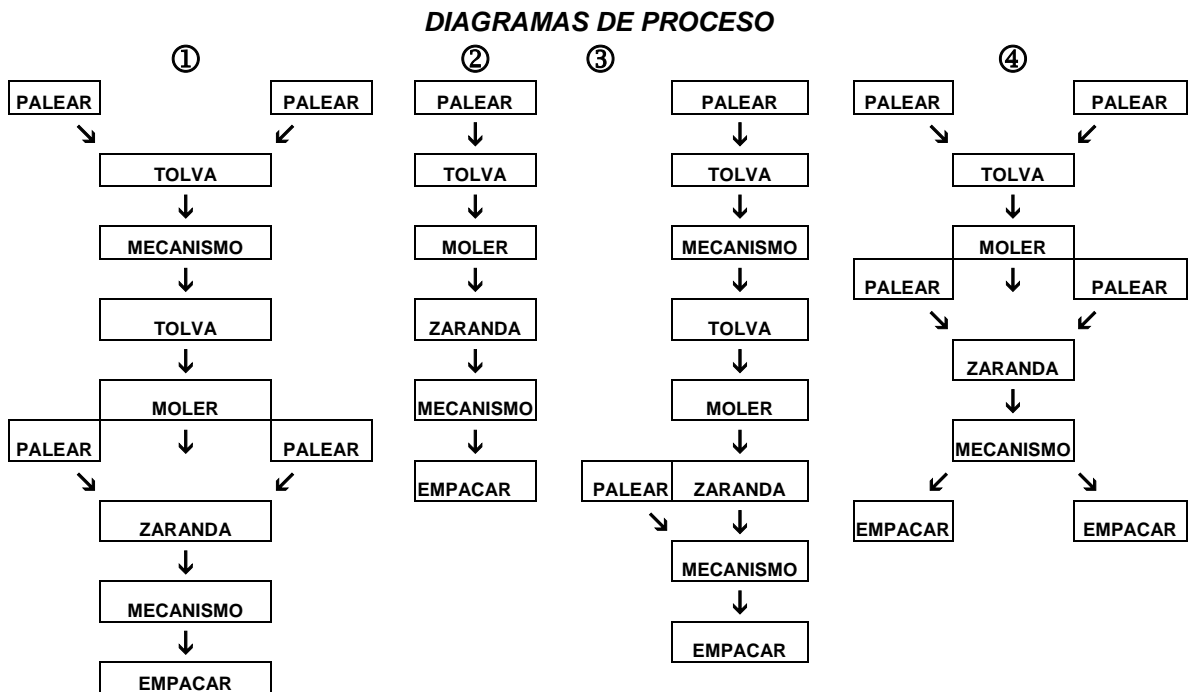 DIAGRAMAS DE PROCESO
① ② ③ ④
PALEAR PALEAR PALEAR PALEAR PALEAR PALEAR
TOLVA TOLVA TOLVA TOLVA
MECANISMO MOLER MECANISMO MOLER
PALEAR PALEAR
TOLVA ZARANDA TOLVA
ZARANDA
MOLER MECANISMO MOLER
PALEAR PALEAR MECANISMO
EMPACAR PALEAR ZARANDA
ZARANDA EMPACAR EMPACAR
MECANISMO
MECANISMO
EMPACAR
EMPACAR